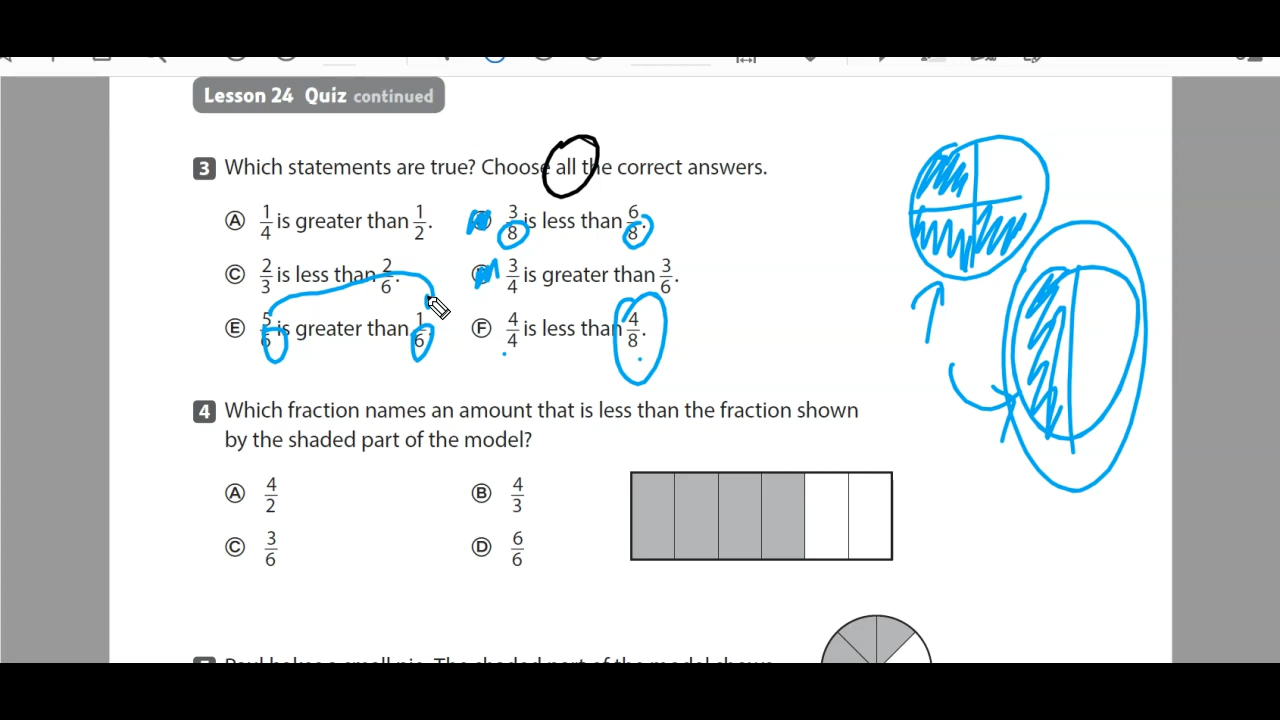 Lesson 24 Quiz continued
3 Which statements are true? Choose all the correct answers.
A 1/4 is greater than 1/2. 3/8 is less than 6/8.
C 2/3 is less than 2/6. 3/4 is greater than 3/6.
E 5/6 is greater than 1/6. F 4/4 is less than 4/8.
4 Which fraction names an amount that is less than the fraction shown
by the shaded part of the model?
A 4/2 B 4/3
C 3/6 D 6/6